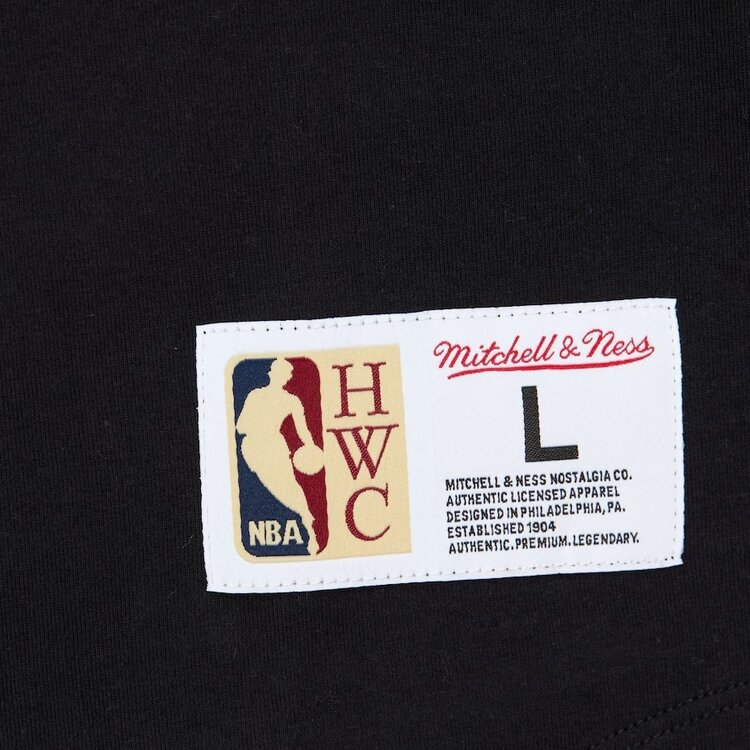 NBA
H
W
C
Mitchell & Ness
L
MITCHELL & NESS NOSTALGIA CO.
AUTHENTIC LICENSED APPAREL
DESIGNED IN PHILADELPHIA, PA.
ESTABLISHED 1904
AUTHENTIC.PREMIUM.LEGENDARY.